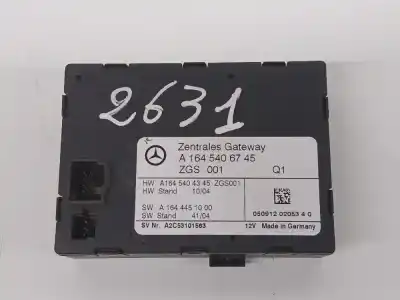 2631
Zentrales Gateway
A 164 540 67 45
ZGS 001 Q1
HW A164 540 43 45 ZGS001
HW Stand 10/04
SW A 164 445 10 00
SW Stand 41/04
050912 02053 4 0
SV Nr. A2C53101563 12V Made in Germany